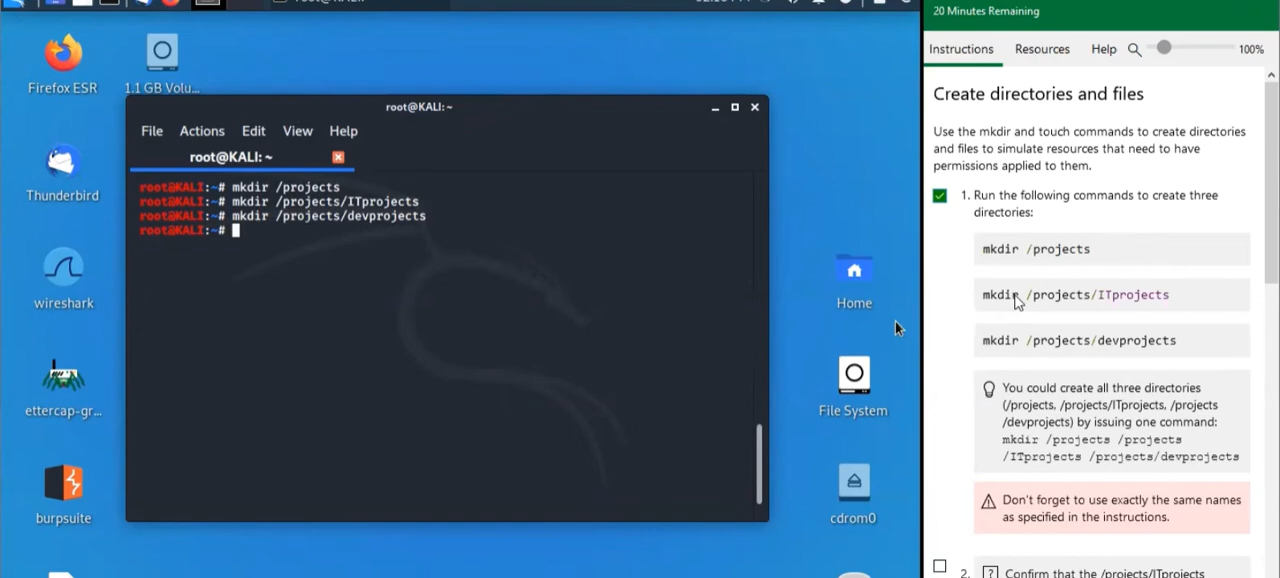 20 Minutes Remaining
Instructions Resources Help 100%
Firefox ESR
1.1 GB Volu...
Thunderbird
wireshark
ettercap-gr...
burpsuite
root@KALI: ~
File Actions Edit View Help
root@KALI: ~
root@KALI:~# mkdir /projects
root@KALI:~# mkdir /projects/ITprojects
root@KALI:~# mkdir /projects/devprojects
root@KALI:~#
Home
File System
cdrom0
Create directories and files
Use the mkdir and touch commands to create directories
and files to simulate resources that need to have
permissions applied to them.
1. Run the following commands to create three
directories:
mkdir /projects
mkdir /projects/ITprojects
mkdir /projects/devprojects
You could create all three directories
(/projects, /projects/ITprojects, /projects
/devprojects) by issuing one command:
mkdir /projects /projects
/ITprojects /projects/devprojects
Don't forget to use exactly the same names
as specified in the instructions.
2. ? Confirm that the /projects/ITprojects